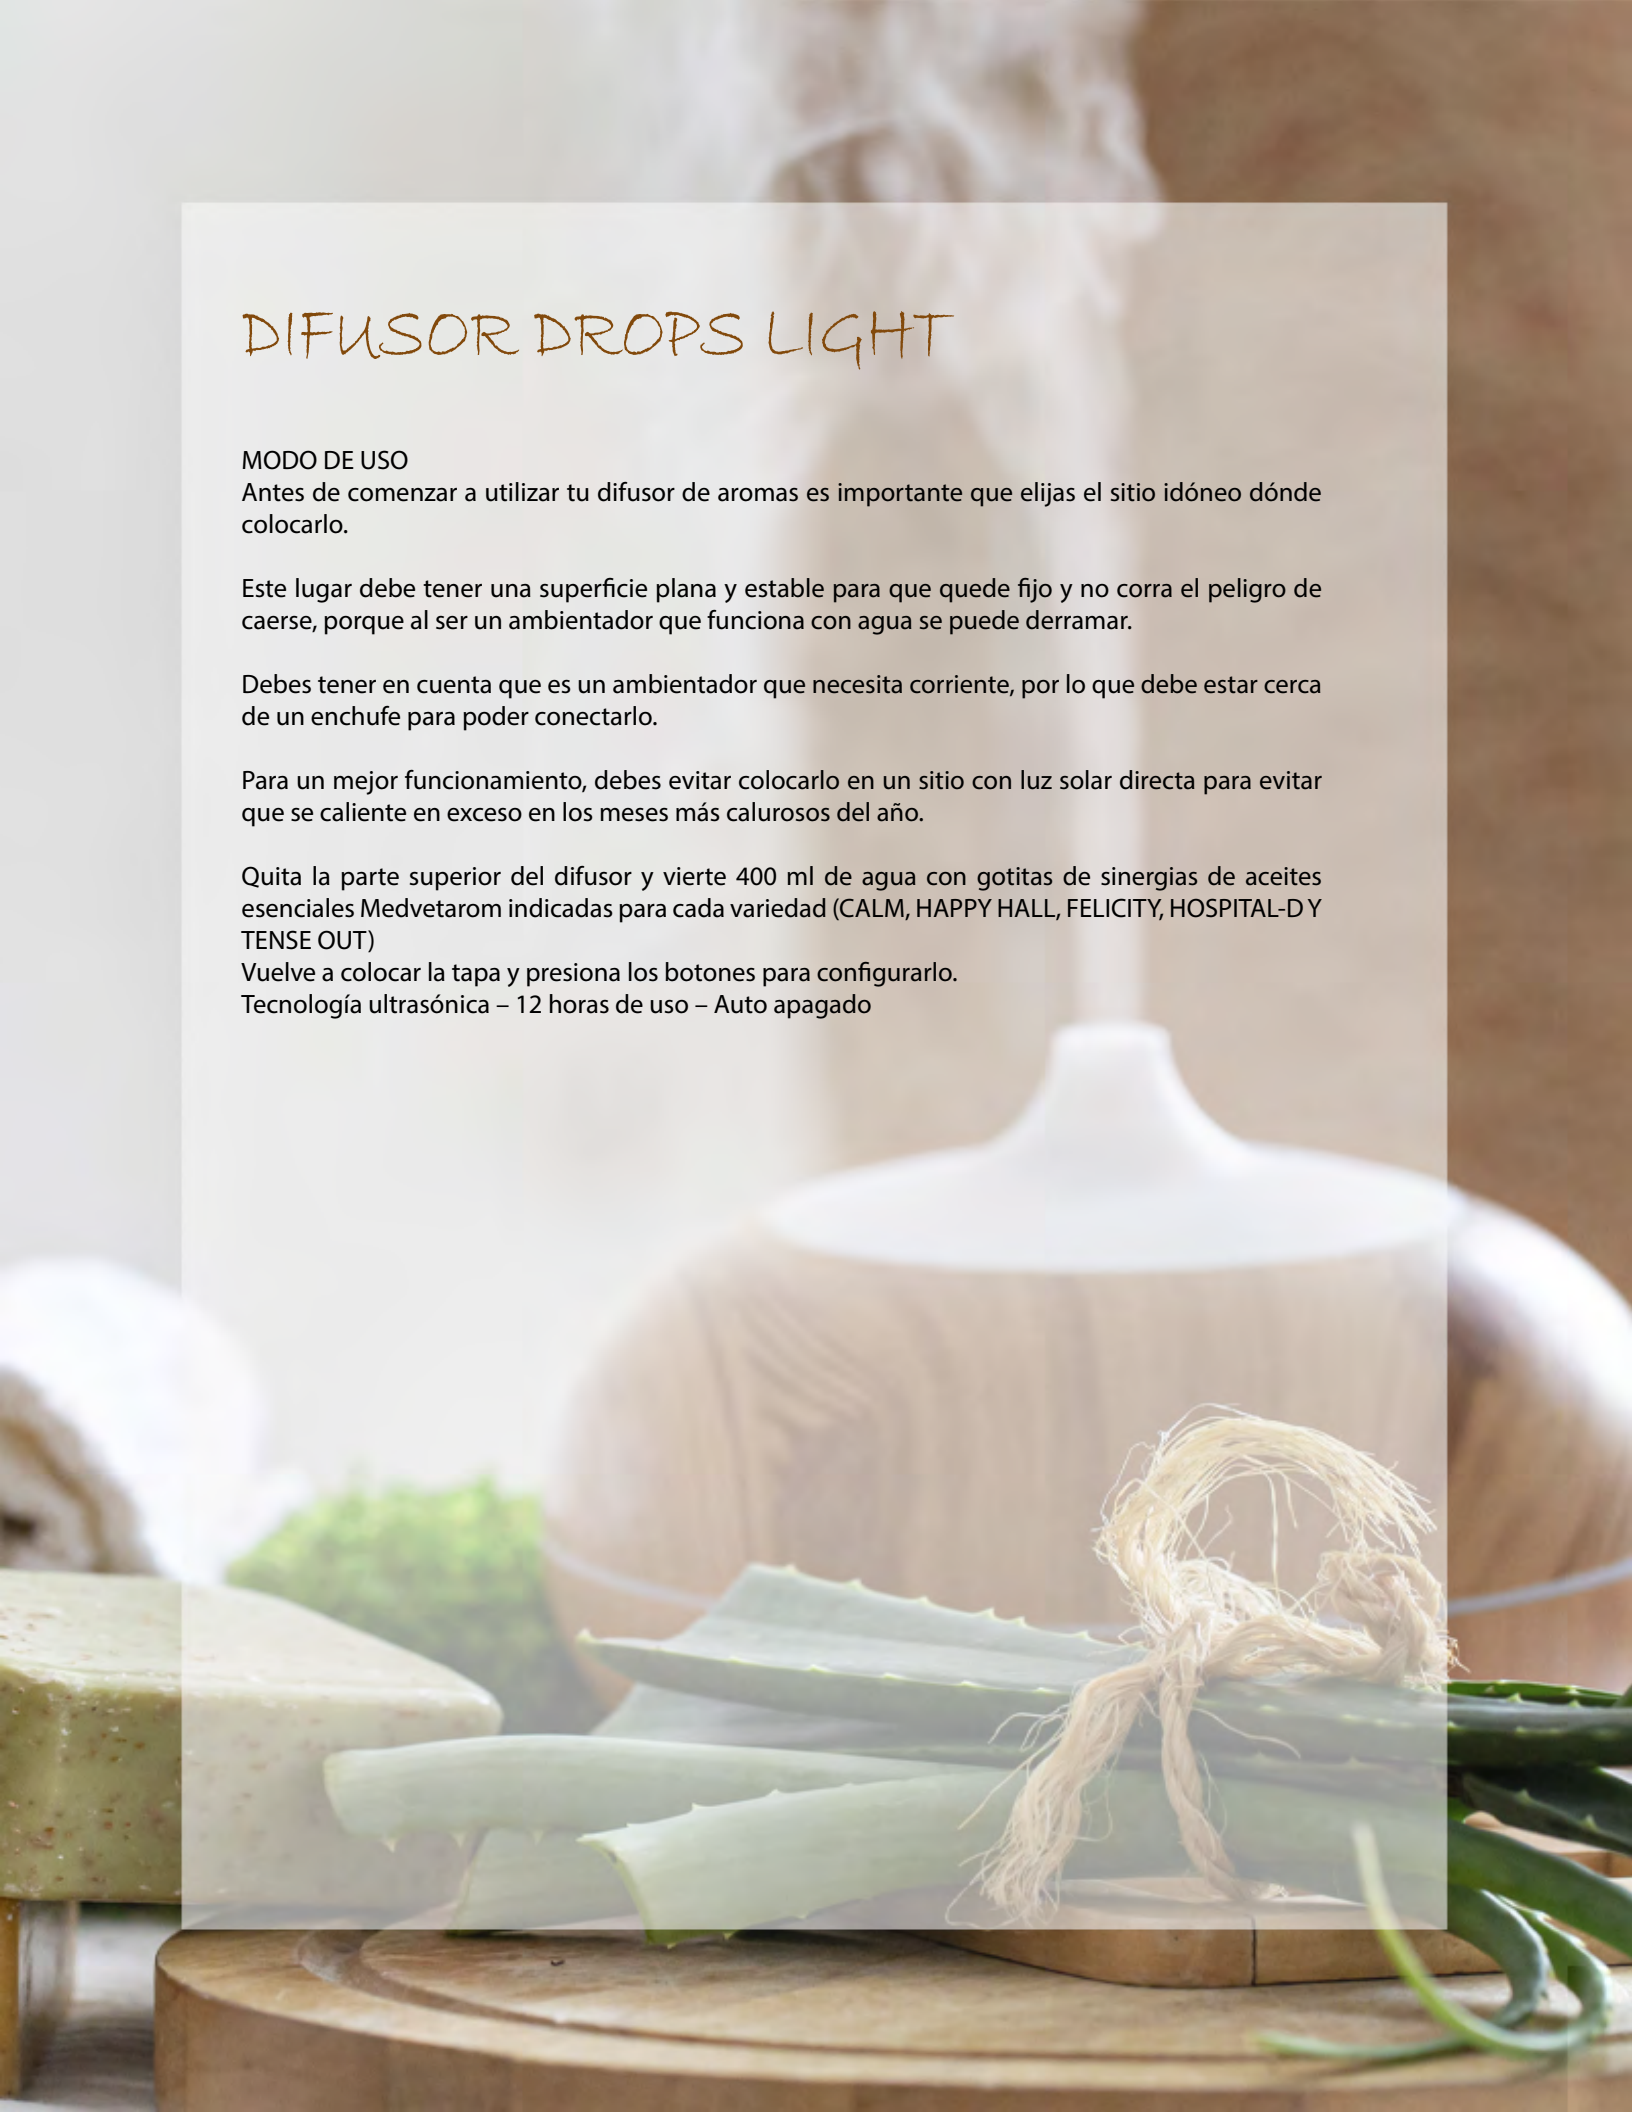 DIFUSOR DROPS LIGHT
MODO DE USO
Antes de comenzar a utilizar tu difusor de aromas es importante que elijas el sitio idóneo dónde
colocarlo.
Este lugar debe tener una superficie plana y estable para que quede fijo y no corra el peligro de
caerse, porque al ser un ambientador que funciona con agua se puede derramar.
Debes tener en cuenta que es un ambientador que necesita corriente, por lo que debe estar cerca
de un enchufe para poder conectarlo.
Para un mejor funcionamiento, debes evitar colocarlo en un sitio con luz solar directa para evitar
que se caliente en exceso en los meses más calurosos del año.
Quita la parte superior del difusor y vierte 400 ml de agua con gotitas de sinergias de aceites
esenciales Medvetarom indicadas para cada variedad (CALM, HAPPY HALL, FELICITY, HOSPITAL-D Y
TENSE OUT)
Vuelve a colocar la tapa y presiona los botones para configurarlo.
Tecnología ultrasónica – 12 horas de uso – Auto apagado